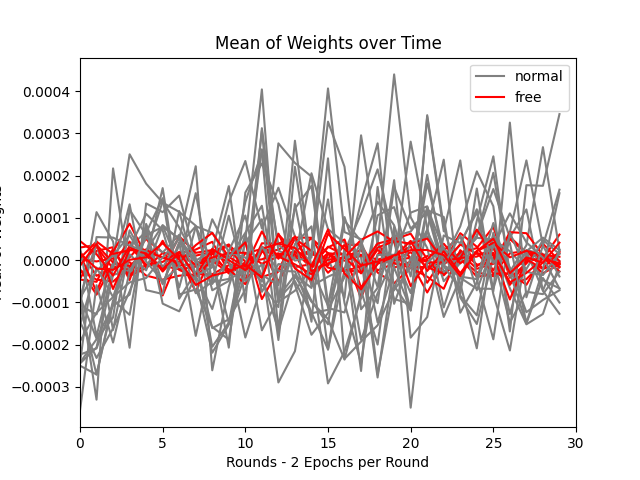 Mean of Weights over Time
normal
free
0.0004
0.0003
0.0002
0.0001
0.0000
−0.0001
−0.0002
−0.0003
0 5 10 15 20 25 30
Rounds - 2 Epochs per Round